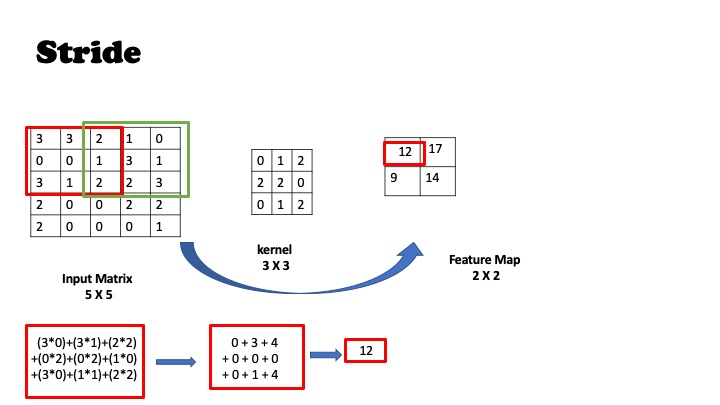 Stride
3 3 2 1 0
0 0 1 3 1
3 1 2 2 3
2 0 0 2 2
2 0 0 0 1
Input Matrix
5 X 5
0 1 2
2 2 0
0 1 2
kernel
3 X 3
12 17
9 14
Feature Map
2 X 2
(3*0)+(3*1)+(2*2)
+(0*2)+(0*2)+(1*0)
+(3*0)+(1*1)+(2*2)
0 + 3 + 4
+ 0 + 0 + 0
+ 0 + 1 + 4
12